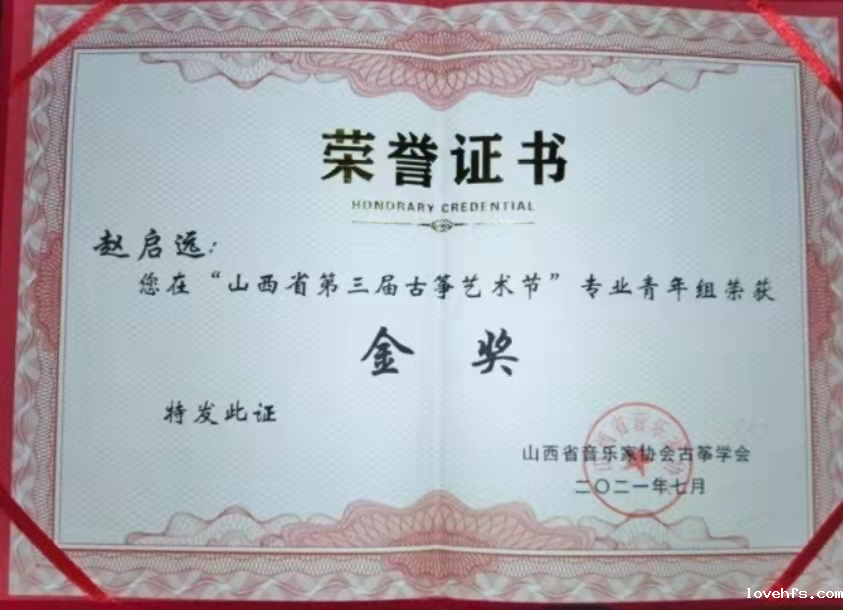 荣誉证书
HONORARY CREDENTIAL
赵启远：
您在“山西省第三届古筝艺术节”专业青年组荣获
金奖
特发此证
山西省音乐家协会古筝学会
二〇二一年七月
lovehfs.com